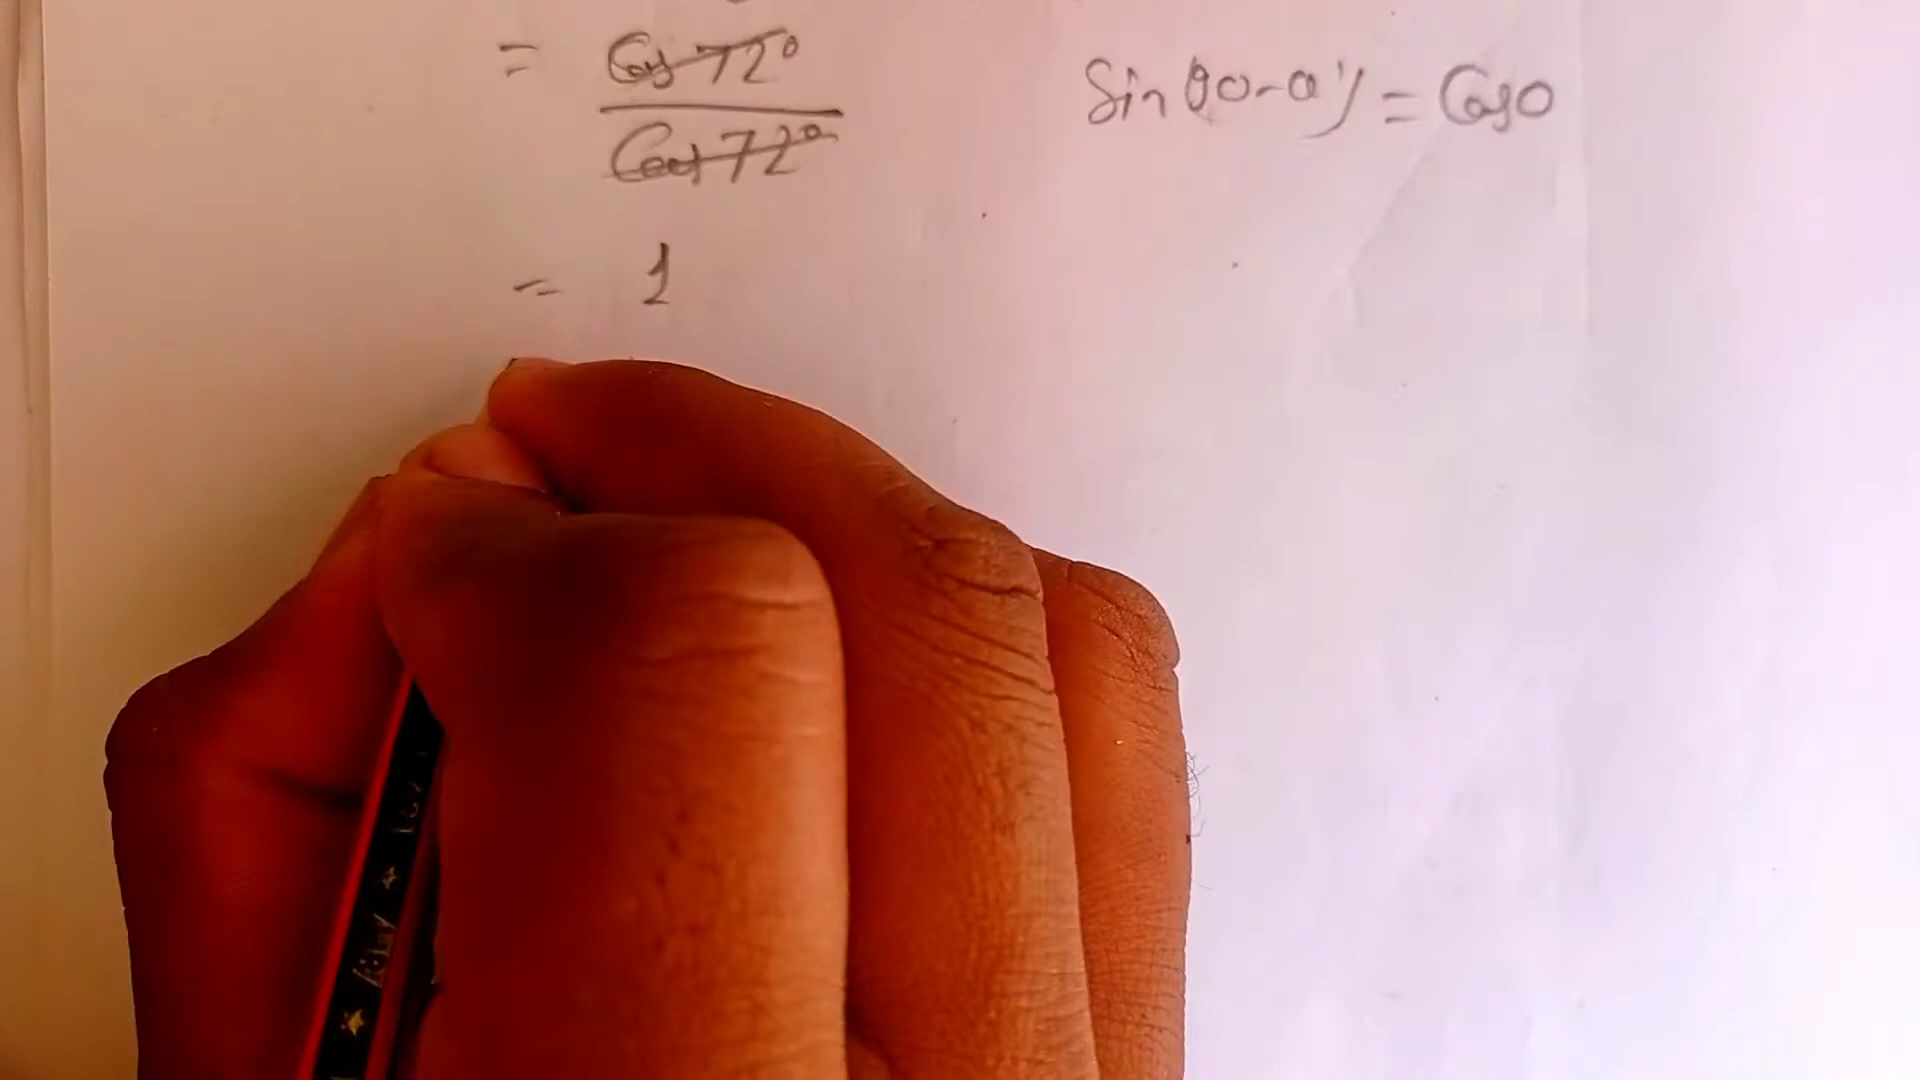 = Cos 72°
Cos 72°
Sin (90-θ) = Cosθ
= 1